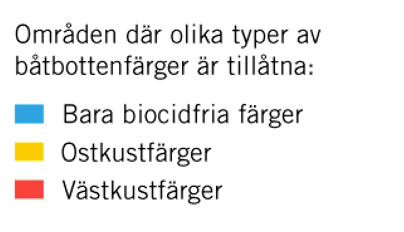 Områden där olika typer av
båtbottenfärger är tillåtna:
Bara biocidfria färger
Ostkustfärger
Västkustfärger